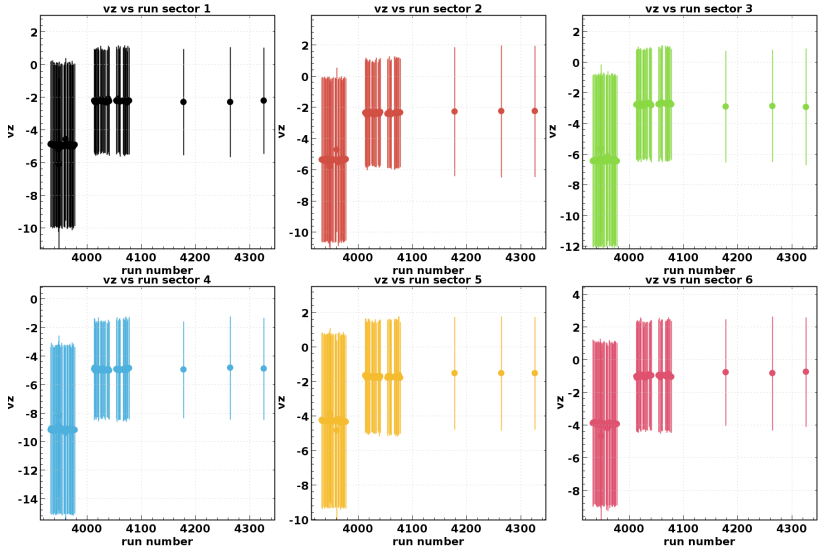 vz vs run sector 1
vz
2
0
-2
-4
-6
-8
-10
4000 4100 4200 4300
run number
vz vs run sector 2
vz
2
0
-2
-4
-6
-8
-10
4000 4100 4200 4300
run number
vz vs run sector 3
vz
2
0
-2
-4
-6
-8
-10
-12
4000 4100 4200 4300
run number
vz vs run sector 4
vz
0
-2
-4
-6
-8
-10
-12
-14
4000 4100 4200 4300
run number
vz vs run sector 5
vz
2
0
-2
-4
-6
-8
-10
4000 4100 4200 4300
run number
vz vs run sector 6
vz
4
2
0
-2
-4
-6
-8
4000 4100 4200 4300
run number